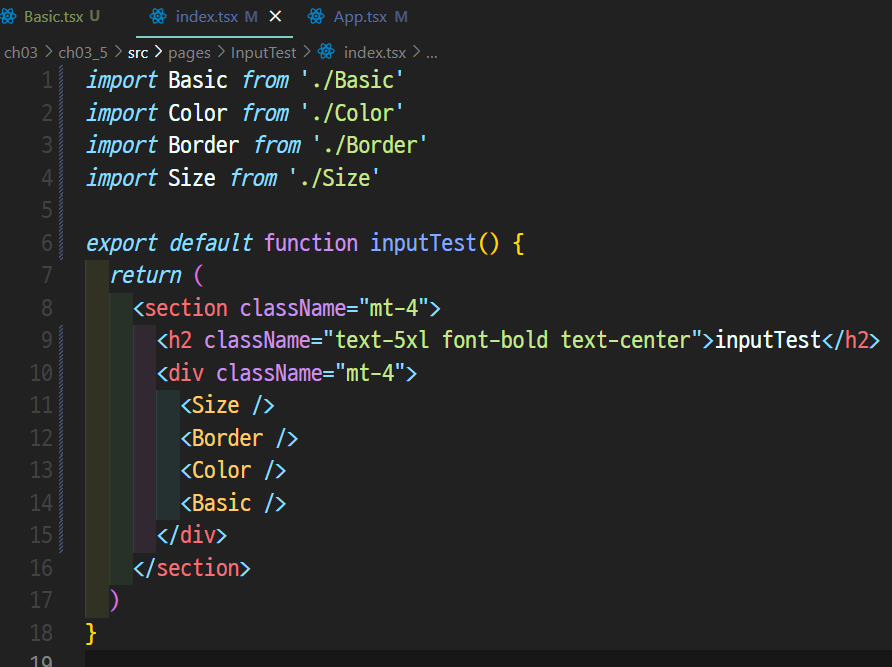 Basic.tsx U index.tsx M × App.tsx M
ch03 > ch03_5 > src > pages > InputTest > index.tsx > ...
1 import Basic from './Basic'
2 import Color from './Color'
3 import Border from './Border'
4 import Size from './Size'
5
6 export default function inputTest() {
7   return (
8     <section className="mt-4">
9       <h2 className="text-5xl font-bold text-center">inputTest</h2>
10       <div className="mt-4">
11         <Size />
12         <Border />
13         <Color />
14         <Basic />
15       </div>
16     </section>
17   )
18 }
19